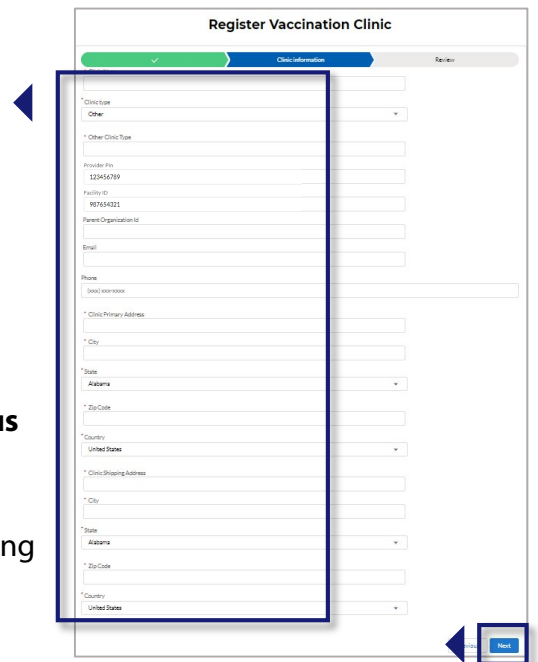 Register Vaccination Clinic
Clinic information
Review
* Clinic type
Other
* Other Clinic Type
Provider Pin
123456789
Facility ID
987654321
Parent Organization Id
Email
Phone
(xxx) xxx-xxxx
* Clinic Primary Address
* City
* State
Alabama
* Zip Code
* Country
United States
* Clinic Shipping Address
* City
* State
Alabama
* Zip Code
* Country
United States
Next
us
ng